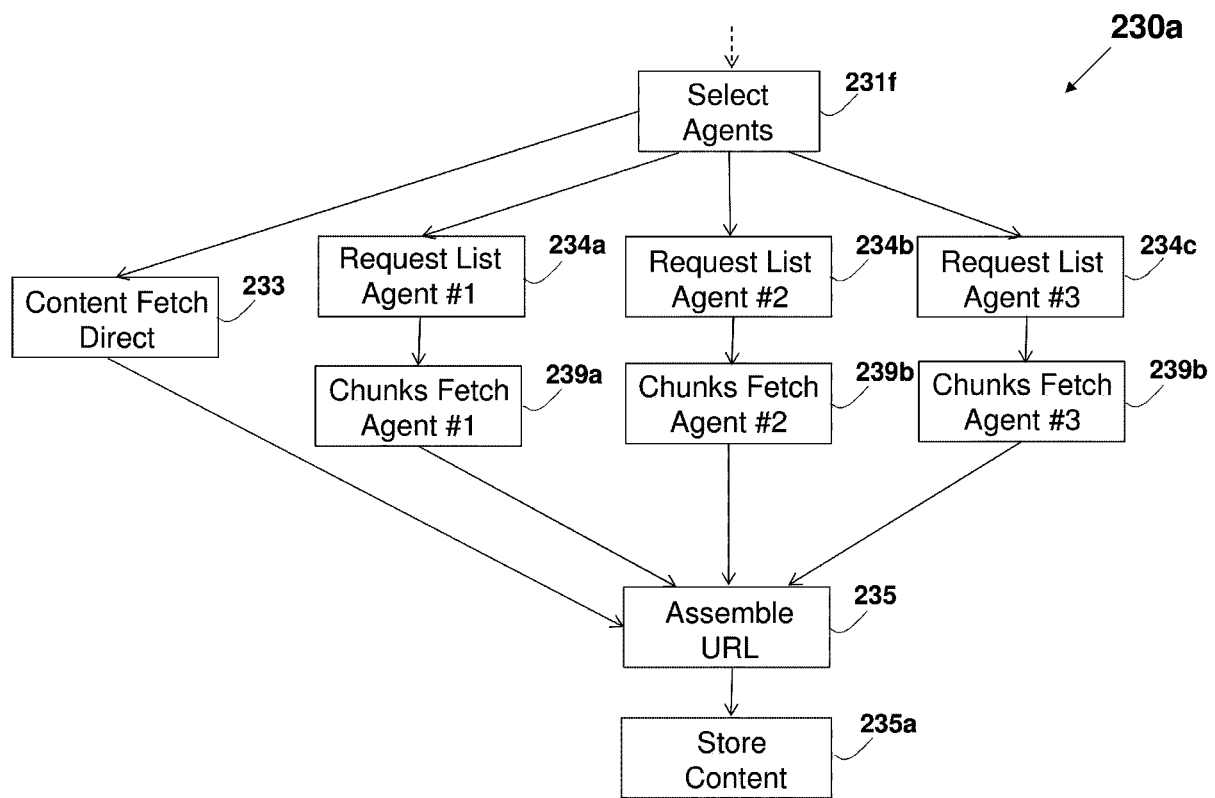 230a
Select
Agents
231f
Request List
Agent #1
234a
Request List
Agent #2
234b
Request List
Agent #3
234c
Content Fetch
Direct
233
Chunks Fetch
Agent #1
239a
Chunks Fetch
Agent #2
239b
Chunks Fetch
Agent #3
239b
Assemble
URL
235
Store
Content
235a